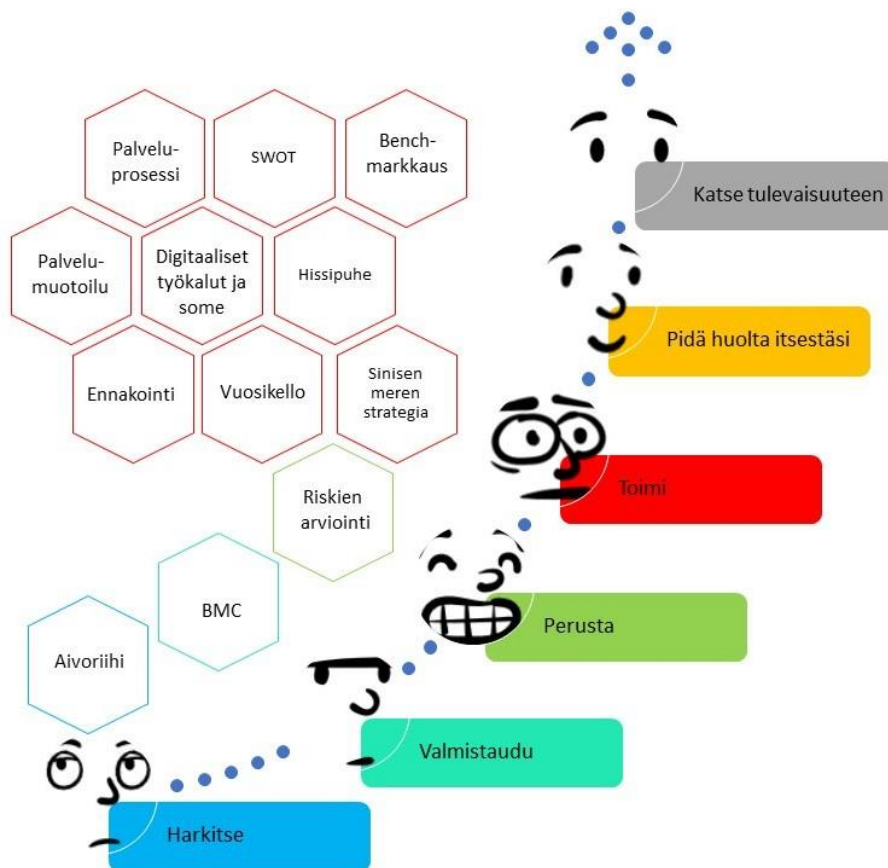 Palvelu-
prosessi
SWOT
Bench-
markkaus
Palvelu-
muotoilu
Digitaaliset
työkalut ja
some
Hissipuhe
Ennakointi
Vuosikello
Sinisen
meren
strategia
Riskien
arviointi
BMC
Aivoriihi
Katse tulevaisuuteen
Pidä huolta itsestäsi
Toimi
Perusta
Valmistaudu
Harkitse